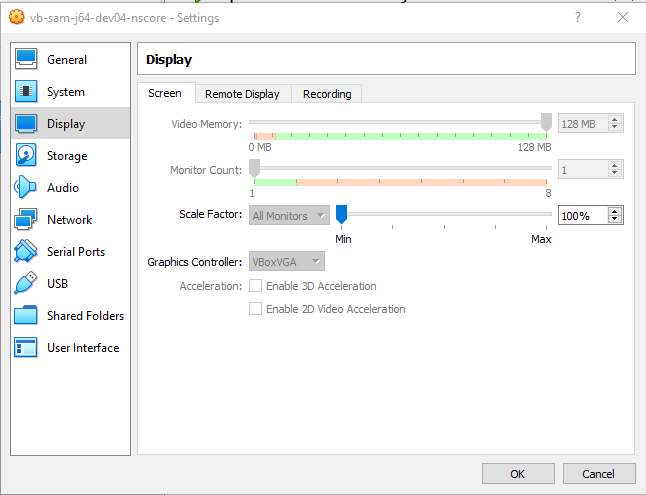 vb-sam-j64-dev04-nscore - Settings
?
General
System
Display
Storage
Audio
Network
Serial Ports
USB
Shared Folders
User Interface
Display
Screen Remote Display Recording
Video Memory: 128 MB
0 MB 128 MB
Monitor Count: 1
1 8
Scale Factor: All Monitors 100%
Min Max
Graphics Controller: VBoxVGA
Acceleration: Enable 3D Acceleration
Enable 2D Video Acceleration
OK Cancel